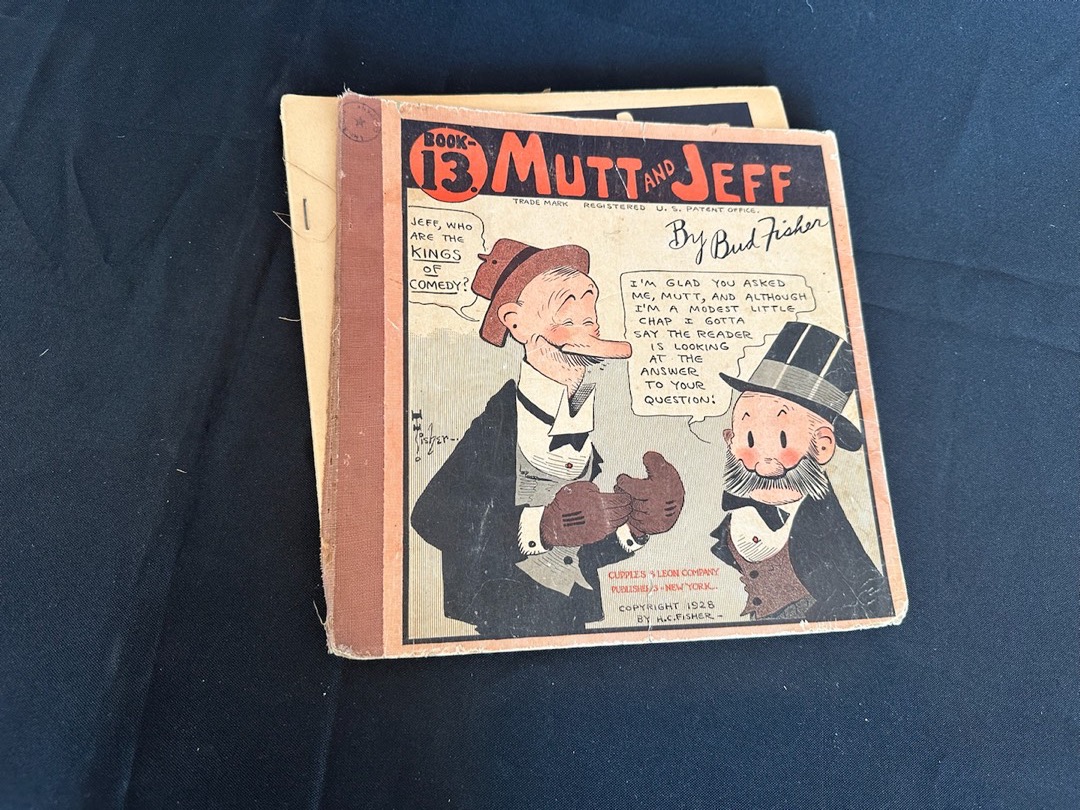 BOOK-
13.
MUTT AND JEFF
TRADE MARK REGISTERED U. S. PATENT OFFICE.
By Bud Fisher
JEFF, WHO
ARE THE
KINGS
OF
COMEDY?
I'M GLAD YOU ASKED
ME, MUTT, AND ALTHOUGH
I'M A MODEST LITTLE
CHAP I GOTTA
SAY THE READER
IS LOOKING
AT THE
ANSWER
TO YOUR
QUESTION:
Fisher
CUPPLES & LEON COMPANY
PUBLISHERS - NEW YORK
COPYRIGHT 1928
BY H.C. FISHER -